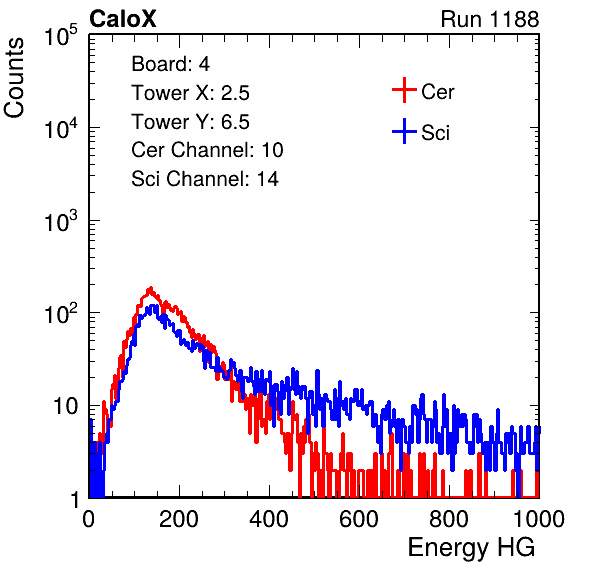 CaloX Run 1188
Counts
Board: 4
Tower X: 2.5
Tower Y: 6.5
Cer Channel: 10
Sci Channel: 14
Cer
Sci
10^5
10^4
10^3
10^2
10
1
0 200 400 600 800 1000
Energy HG